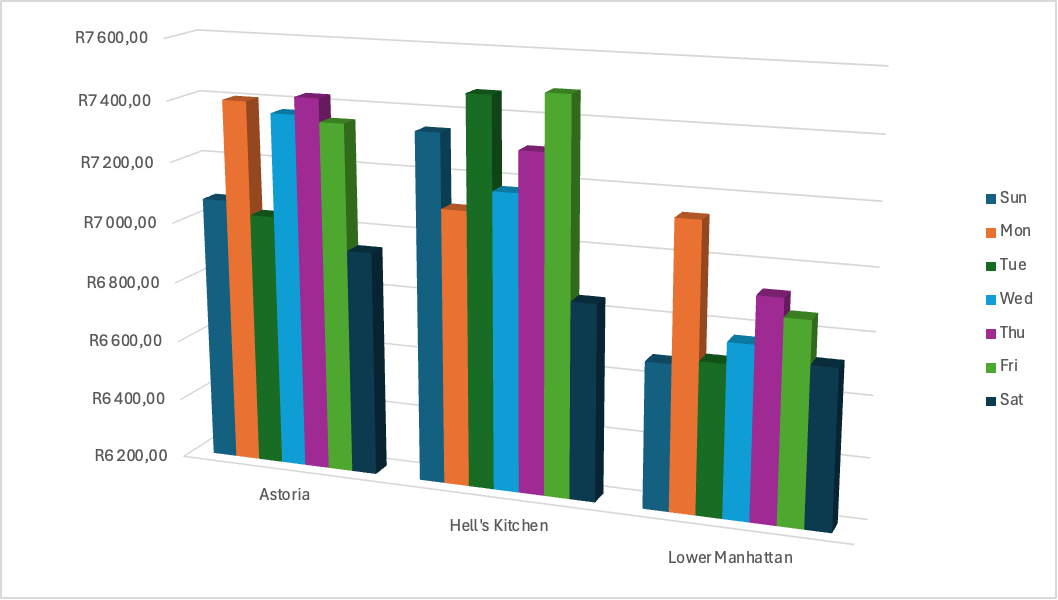 R7 600,00
R7 400,00
R7 200,00
R7 000,00
R6 800,00
R6 600,00
R6 400,00
R6 200,00
Astoria
Hell's Kitchen
Lower Manhattan
Sun
Mon
Tue
Wed
Thu
Fri
Sat